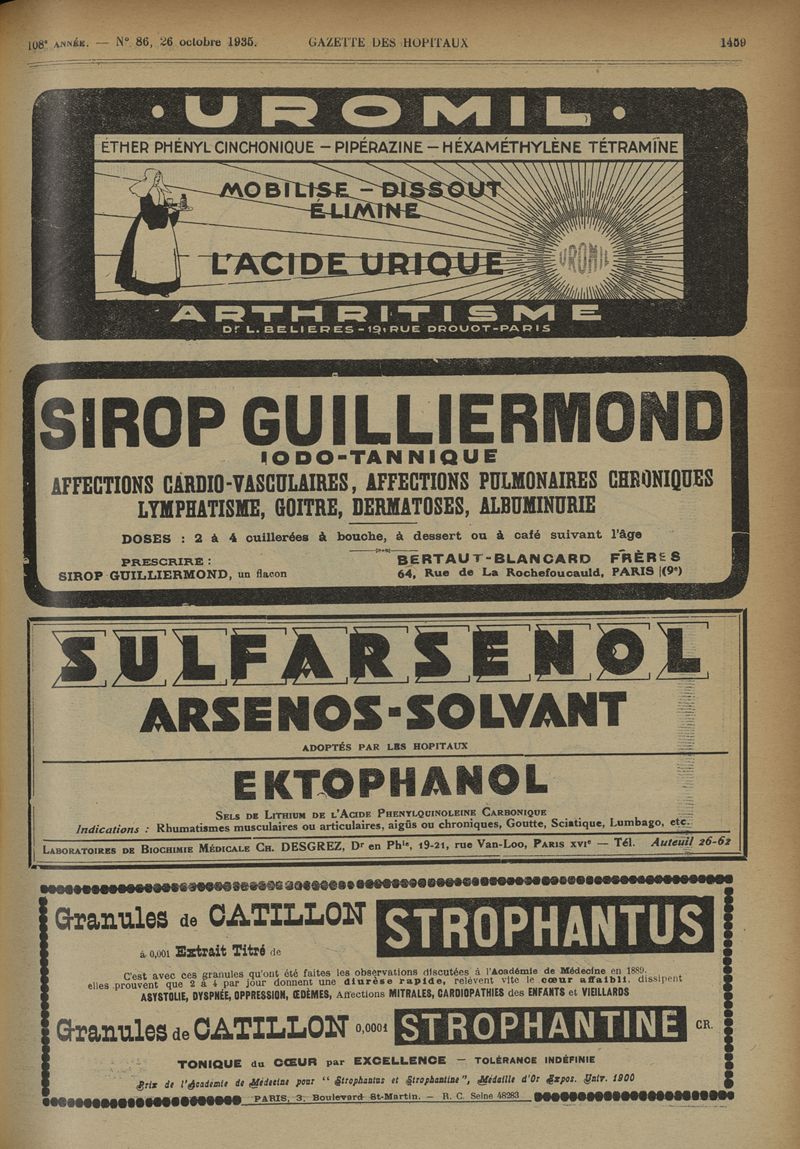 108e ANNÉE. — N° 86, 26 octobre 1935. GAZETTE DES HOPITAUX 1459
· UROMIL ·
ÉTHER PHÉNYL CINCHONIQUE – PIPÉRAZINE – HÉXAMÉTHYLÈNE TÉTRAMÎNE
MOBILISE – DISSOUT
ÉLIMINE
L'ACIDE URIQUE
UROMIL
ARTHRITISME
Dr L. BELIERES - 19, RUE DROUOT - PARIS
SIROP GUILLIERMOND
IODO-TANNIQUE
AFFECTIONS CARDIO-VASCULAIRES, AFFECTIONS PULMONAIRES CHRONIQUES
LYMPHATISME, GOITRE, DERMATOSES, ALBUMINURIE
DOSES : 2 à 4 cuillerées à bouche, à dessert ou à café suivant l'âge
PRESCRIRE :
SIROP GUILLIERMOND, un flacon
BERTAUT-BLANCARD FRÈRES
64, Rue de La Rochefoucauld, PARIS (9e)
SULFARSENOL
ARSENOS-SOLVANT
ADOPTÉS PAR LES HOPITAUX
EKTOPHANOL
SELS DE LITHIUM DE L'ACIDE PHENYLQUINOLEINE CARBONIQUE
Indications : Rhumatismes musculaires ou articulaires, aigüs ou chroniques, Goutte, Sciatique, Lumbago, etc.
LABORATOIRES DE BIOCHIMIE MÉDICALE CH. DESGREZ, Dr en Phie, 19-21, rue Van-Loo, PARIS XVIe — Tél. Auteuil 26-62
Granules de CATILLON STROPHANTUS
à 0,001 Extrait Titré de
C'est avec ces granules qu'ont été faites les observations discutées à l'Académie de Médecine en 1889.
elles prouvent que 2 à 4 par jour donnent une diurèse rapide, relèvent vite le cœur affaibli, dissipent
ASYSTOLIE, DYSPNÉE, OPPRESSION, ŒDÈMES, Affections MITRALES, CARDIOPATHIES des ENFANTS et VIEILLARDS
Granules de CATILLON 0,0001 STROPHANTINE CR.
TONIQUE du CŒUR par EXCELLENCE — TOLÉRANCE INDÉFINIE
Prix de l'Académie de Médecine pour “ Strophantus et Strophantine ”, Médaille d'Or Expos. Univ. 1900
PARIS, 3, Boulevard St-Martin. — R. C. Seine 48283